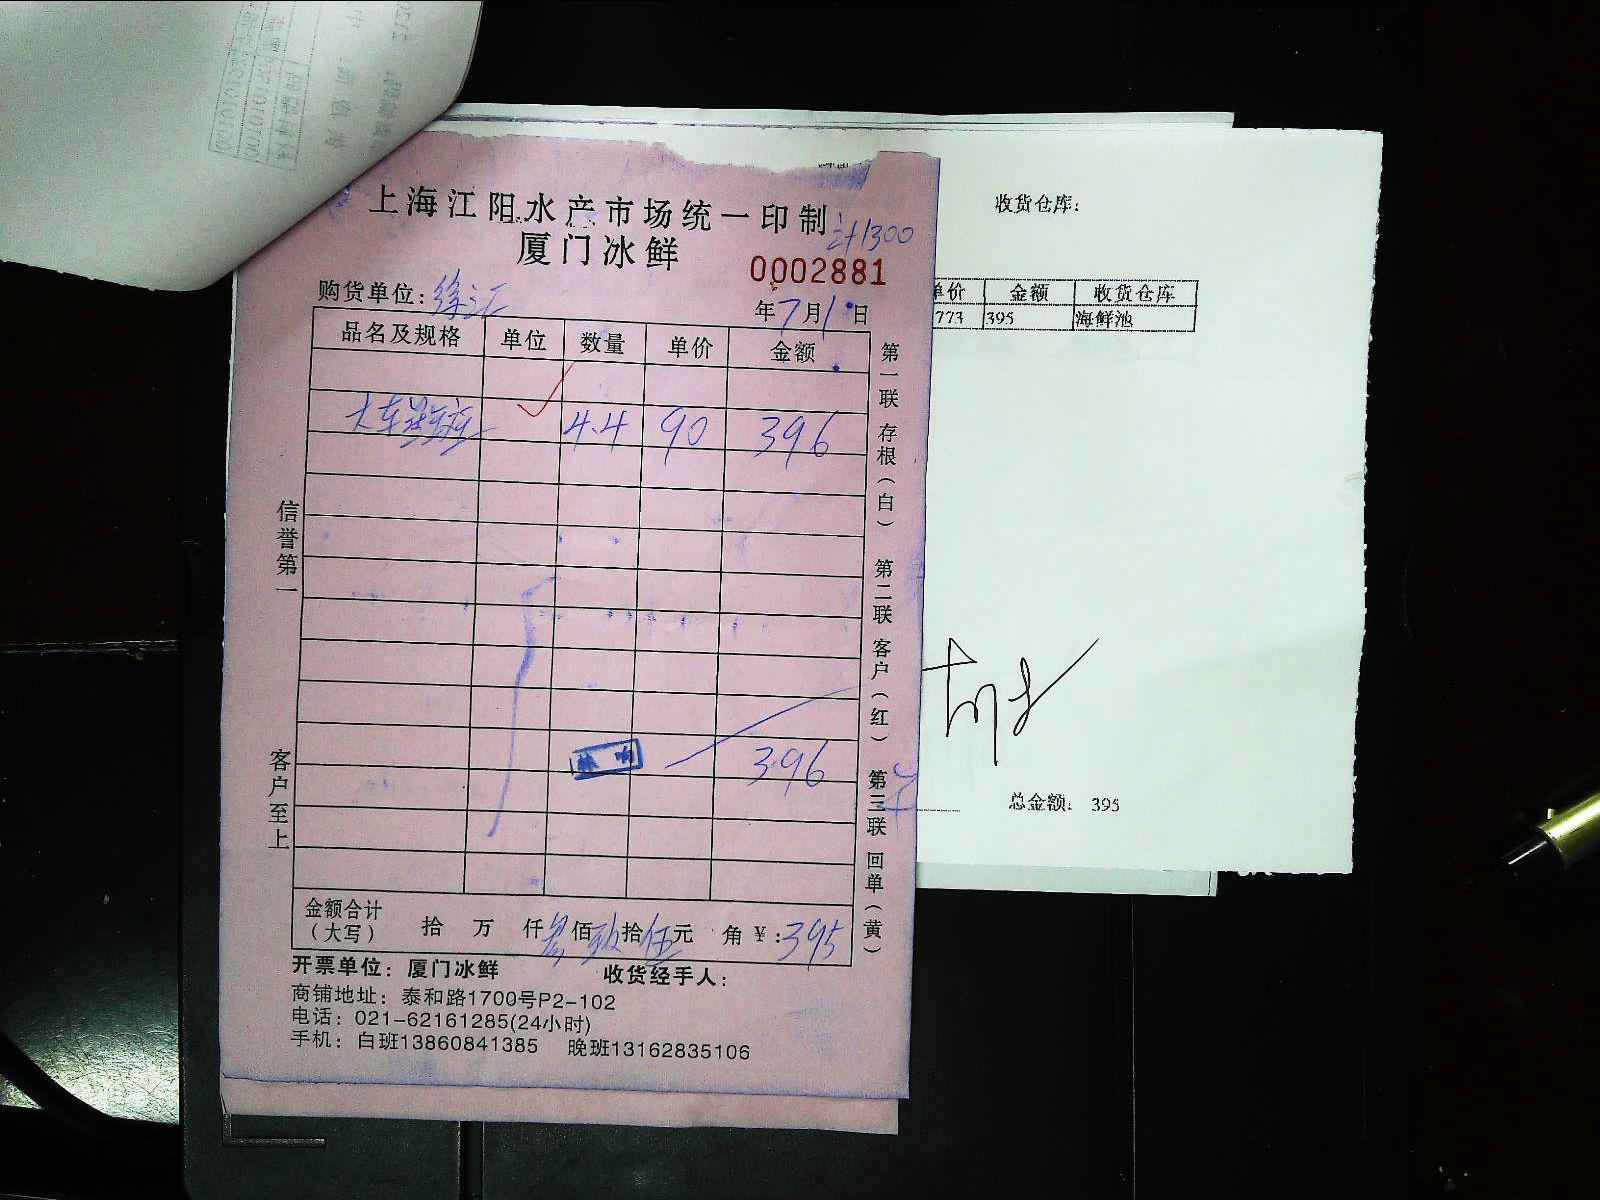 上海江阳水产市场统一印制
计1300
厦门冰鲜
0002881
购货单位：徐汇
年7月1日
品名及规格 单位 数量 单价 金额
4.4 90 396
396
金额合计（大写） 拾 万 仟叁佰玖拾伍元 角 ¥：395
开票单位：厦门冰鲜 收货经手人：
商铺地址：泰和路1700号P2-102
电话：021-62161285(24小时)
手机：白班13860841385 晚班13162835106
信誉第一
客户至上
第一联 存根（白） 第二联 客户（红） 第三联 回单（黄）
收货仓库：
单价 金额 收货仓库
773 395 海鲜池
总金额： 395